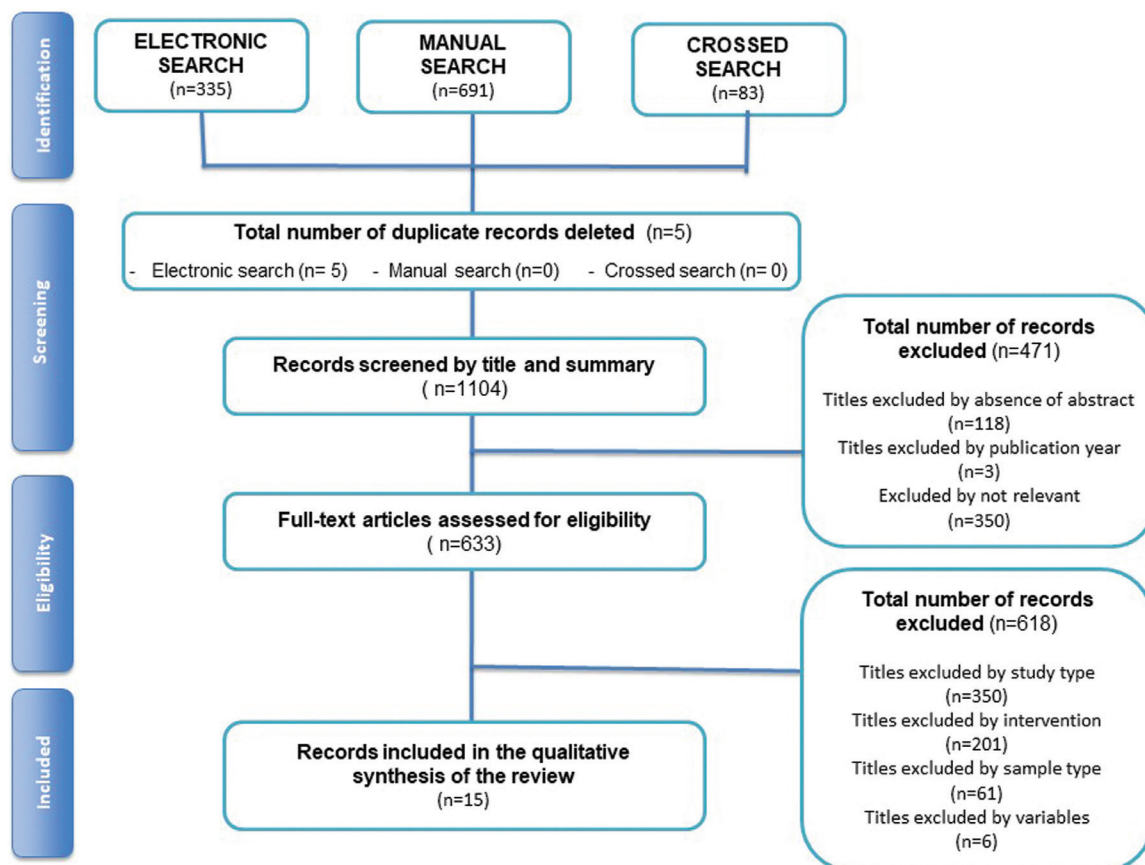 Identification
ELECTRONIC
SEARCH
(n=335)
MANUAL
SEARCH
(n=691)
CROSSED
SEARCH
(n=83)
Screening
Total number of duplicate records deleted (n=5)
- Electronic search (n= 5) - Manual search (n=0) - Crossed search (n= 0)
Records screened by title and summary
( n=1104)
Total number of records
excluded (n=471)
Titles excluded by absence of abstract
(n=118)
Titles excluded by publication year
(n=3)
Excluded by not relevant
(n=350)
Eligibility
Full-text articles assessed for eligibility
( n=633)
Total number of records
excluded (n=618)
Titles excluded by study type
(n=350)
Titles excluded by intervention
(n=201)
Titles excluded by sample type
(n=61)
Titles excluded by variables
(n=6)
Included
Records included in the qualitative
synthesis of the review
(n=15)